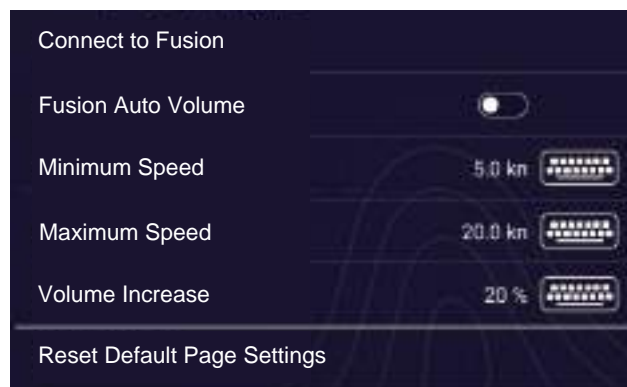 Connect to Fusion
Fusion Auto Volume
Minimum Speed 5.0 kn
Maximum Speed 20.0 kn
Volume Increase 20 %
Reset Default Page Settings